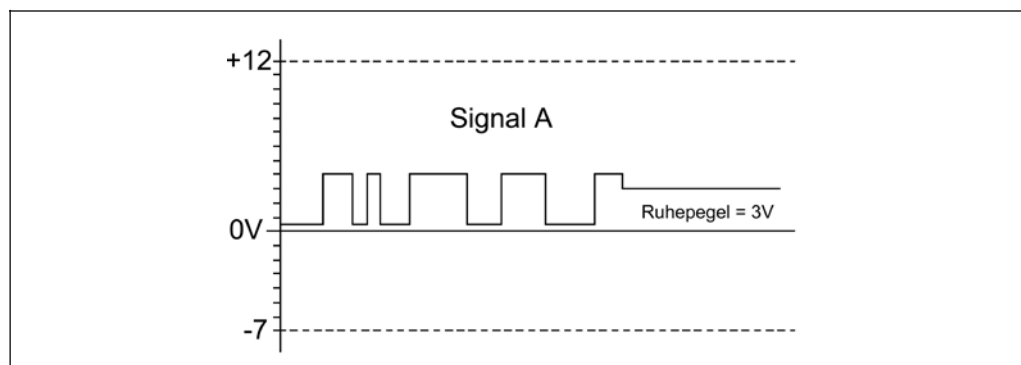 +12
Signal A
Ruhepegel = 3V
0V
-7